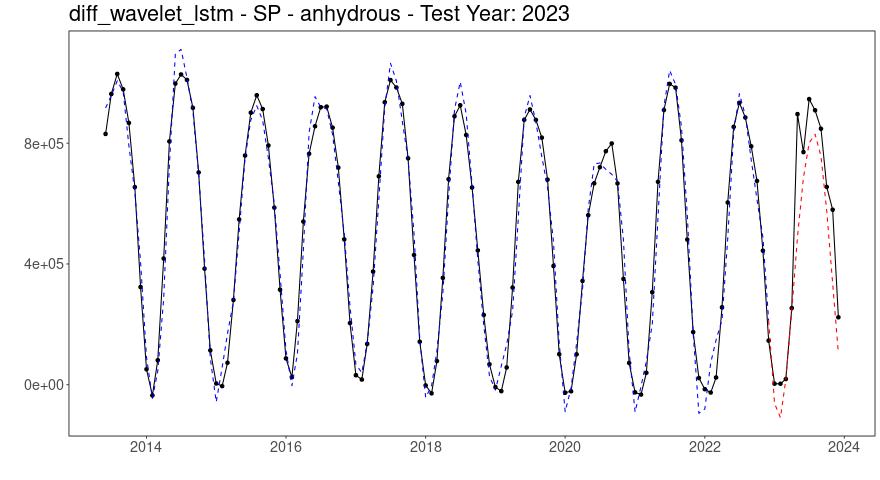 diff_wavelet_lstm - SP - anhydrous - Test Year: 2023
8e+05
4e+05
0e+00
2014 2016 2018 2020 2022 2024